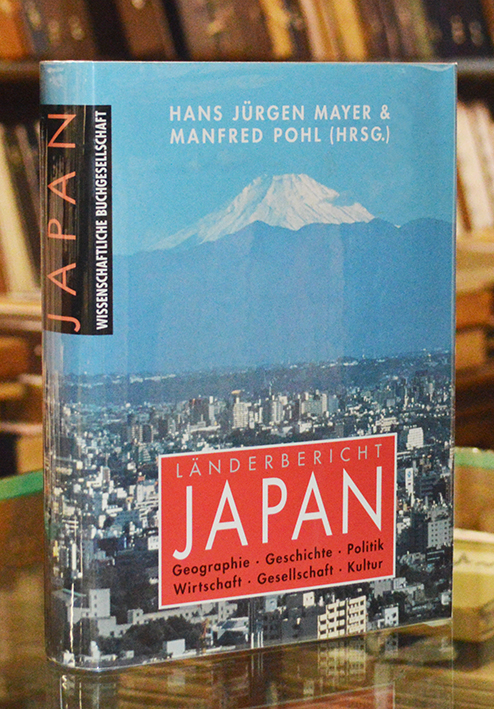 JAPAN
WISSENSCHAFTLICHE BUCHGESELLSCHAFT
HANS JÜRGEN MAYER &
MANFRED POHL (HRSG.)
LÄNDERBERICHT
JAPAN
Geographie · Geschichte · Politik
Wirtschaft · Gesellschaft · Kultur